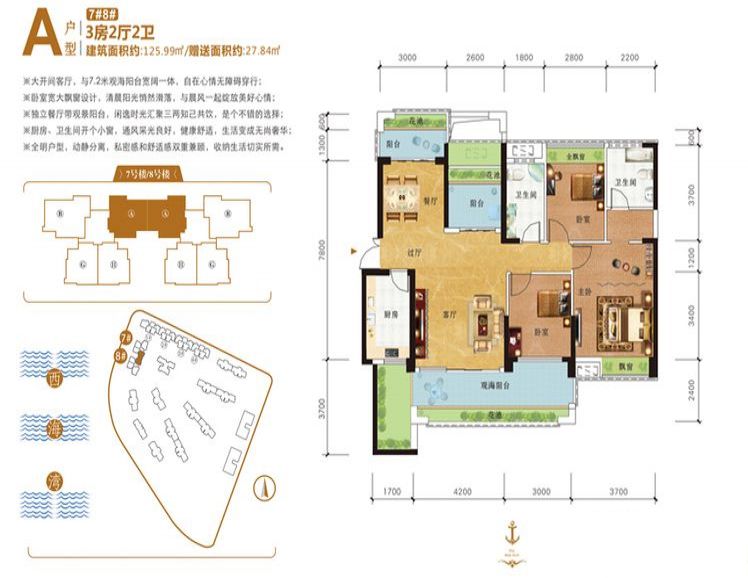 A户型
7#8#
3房2厅2卫
建筑面积约:125.99㎡/赠送面积约:27.84㎡
※大开间客厅，与7.2米观海阳台宽阔一体，自在心情无障碍穿行；
※卧室宽大飘窗设计，清晨阳光悄然滑落，与晨风一起绽放美好心情；
※独立餐厅带观景阳台，闲逸时光汇聚三两知己共饮，是个不错的选择；
※厨房、卫生间开个小窗，通风采光良好，健康舒适，生活变成无尚奢华；
※全明户型，动静分离，私密感和舒适感双重兼顾，收纳生活切实所需。
〉7号楼/8号楼〈
B A A B
G H H G
7#
8#
西
海
湾
3000 2600 1800 2800 2200
600
1300
7800
3700
600
3700
1200
3400
2400
花池
阳台
餐厅
花池
阳台
卫生间
全飘窗
卧室
卫生间
过厅
厨房
客厅
卧室
主卧
飘窗
观海阳台
花池
1700 4200 3000 3700